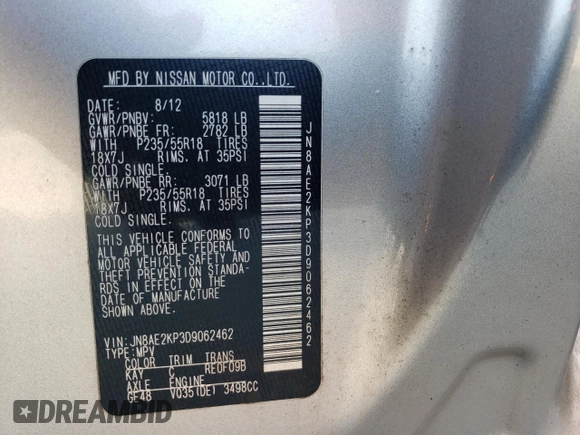 MFD BY NISSAN MOTOR CO.,LTD.
DATE: 8/12
GVWR/PNBV: 5818 LB
GAWR/PNBE FR: 2782 LB
WITH P235/55R18 TIRES
18X7J RIMS. AT 35PSI
COLD SINGLE.
GAWR/PNBE RR: 3071 LB
WITH P235/55R18 TIRES
18X7J RIMS. AT 35PSI
COLD SINGLE.
THIS VEHICLE CONFORMS TO
ALL APPLICABLE FEDERAL
MOTOR VEHICLE SAFETY AND
THEFT PREVENTION STANDA-
RDS IN EFFECT ON THE
DATE OF MANUFACTURE
SHOWN ABOVE.
VIN: JN8AE2KP3D9062462
TYPE: MPV
COLOR TRIM TRANS
KAY C RE0F09B
AXLE ENGINE
GF48 VQ35(DE) 3498CC
JN8AE2KP3D9062462
DREAMBID